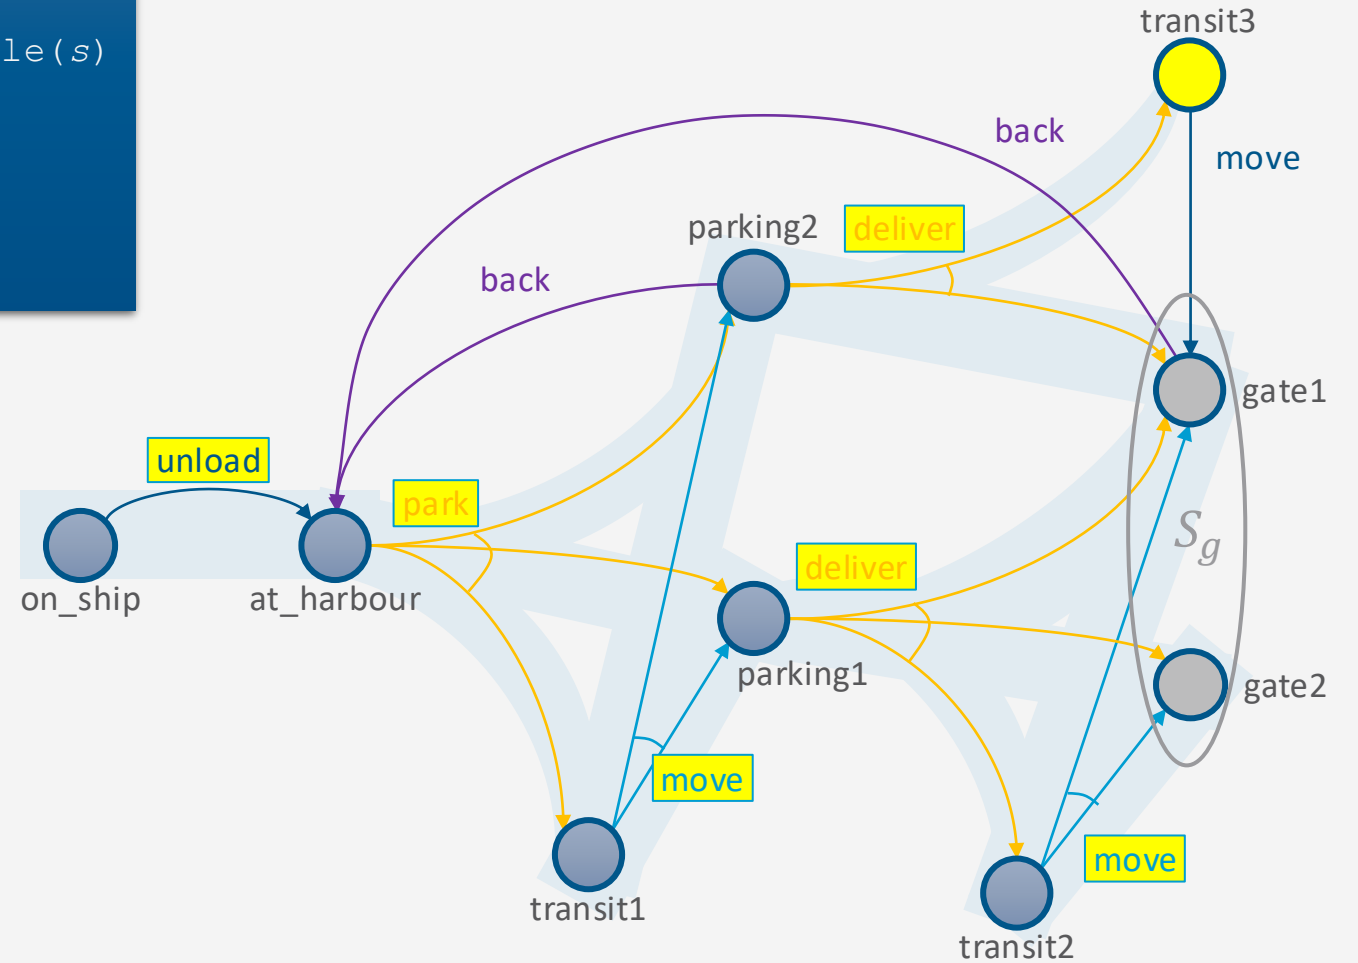 le(s)
transit3
back
move
parking2
deliver
back
gate1
unload
park
S_g
deliver
on_ship
at_harbour
parking1
gate2
move
move
transit1
transit2